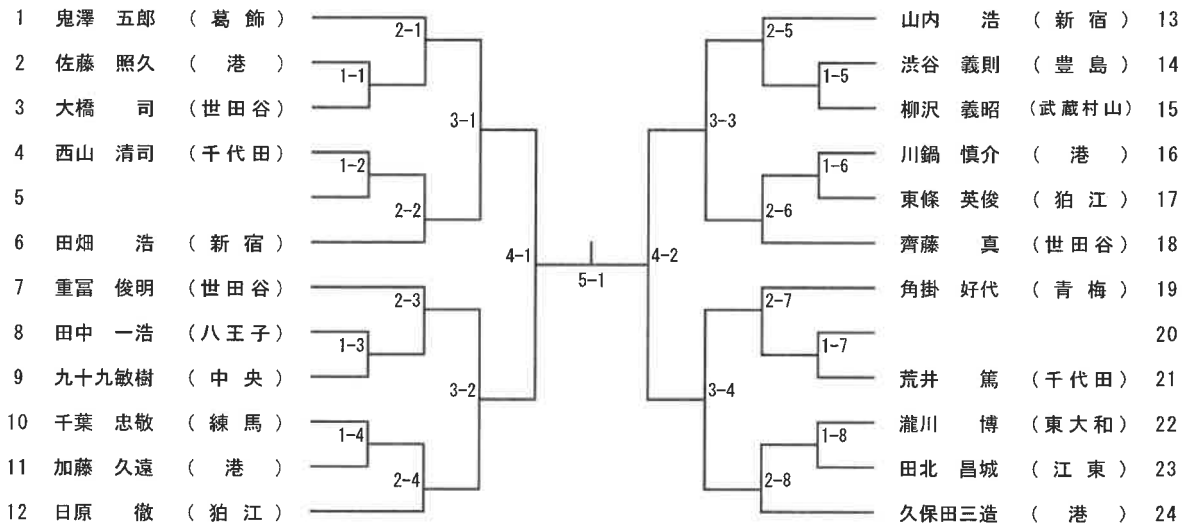 1 鬼澤 五郎 (葛飾)
2 佐藤 照久 (港)
3 大橋 司 (世田谷)
4 西山 清司 (千代田)
5
6 田畑 浩 (新宿)
7 重冨 俊明 (世田谷)
8 田中 一浩 (八王子)
9 九十九敏樹 (中央)
10 千葉 忠敬 (練馬)
11 加藤 久遠 (港)
12 日原 徹 (狛江)
2-1
1-1
3-1
1-2
2-2
4-1
2-3
1-3
3-2
1-4
2-4
5-1
2-5
1-5
3-3
1-6
2-6
4-2
2-7
1-7
3-4
1-8
2-8
山内 浩 (新宿) 13
渋谷 義則 (豊島) 14
柳沢 義昭 (武蔵村山) 15
川鍋 慎介 (港) 16
東條 英俊 (狛江) 17
齊藤 真 (世田谷) 18
角掛 好代 (青梅) 19
20
荒井 篤 (千代田) 21
瀧川 博 (東大和) 22
田北 昌城 (江東) 23
久保田三造 (港) 24